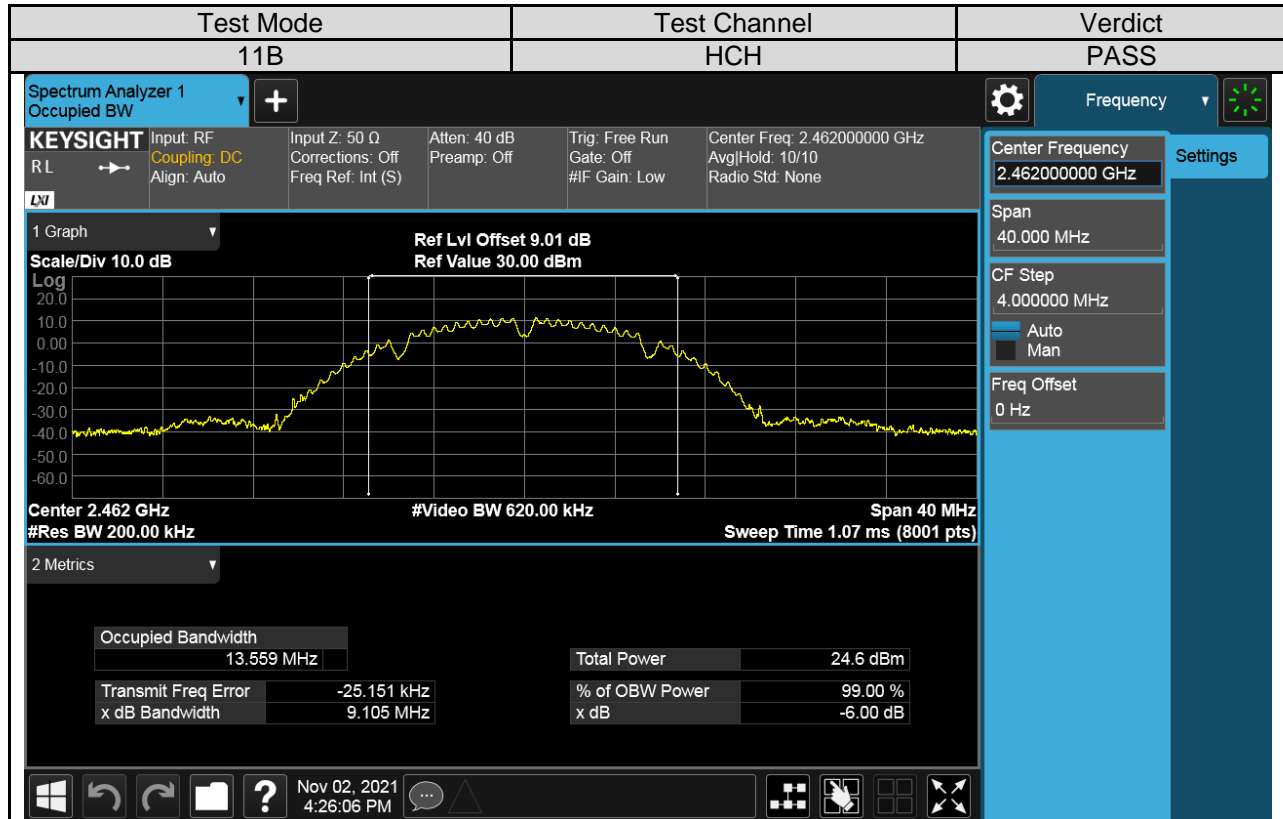 Test Mode Test Channel Verdict
11B HCH PASS
Spectrum Analyzer 1
Occupied BW
+
Frequency
KEYSIGHT Input: RF Input Z: 50 Ω Atten: 40 dB Trig: Free Run Center Freq: 2.462000000 GHz
RL Coupling: DC Corrections: Off Preamp: Off Gate: Off Avg|Hold: 10/10
Align: Auto Freq Ref: Int (S) #IF Gain: Low Radio Std: None
LXI
Center Frequency
2.462000000 GHz
Settings
Span
40.000 MHz
CF Step
4.000000 MHz
Auto
Man
Freq Offset
0 Hz
1 Graph
Ref Lvl Offset 9.01 dB
Scale/Div 10.0 dB Ref Value 30.00 dBm
Log
20.0
10.0
0.00
-10.0
-20.0
-30.0
-40.0
-50.0
-60.0
Center 2.462 GHz #Video BW 620.00 kHz Span 40 MHz
#Res BW 200.00 kHz Sweep Time 1.07 ms (8001 pts)
2 Metrics
Occupied Bandwidth
13.559 MHz Total Power 24.6 dBm
Transmit Freq Error -25.151 kHz % of OBW Power 99.00 %
x dB Bandwidth 9.105 MHz x dB -6.00 dB
? Nov 02, 2021
4:26:06 PM